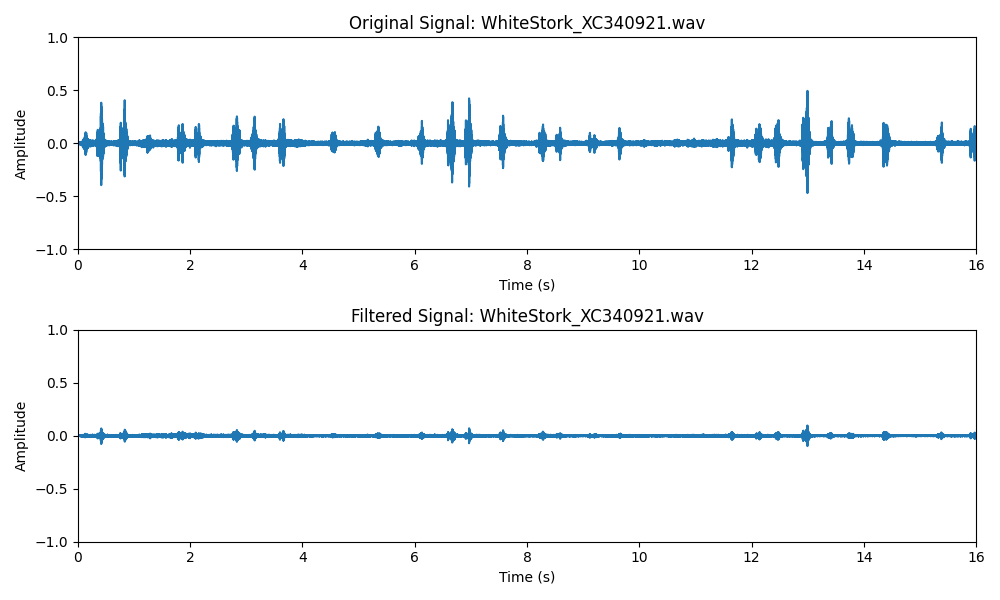 Original Signal: WhiteStork_XC340921.wav
1.0
0.5
0.0
−0.5
−1.0
Amplitude
0 2 4 6 8 10 12 14 16
Time (s)
Filtered Signal: WhiteStork_XC340921.wav
1.0
0.5
0.0
−0.5
−1.0
Amplitude
0 2 4 6 8 10 12 14 16
Time (s)